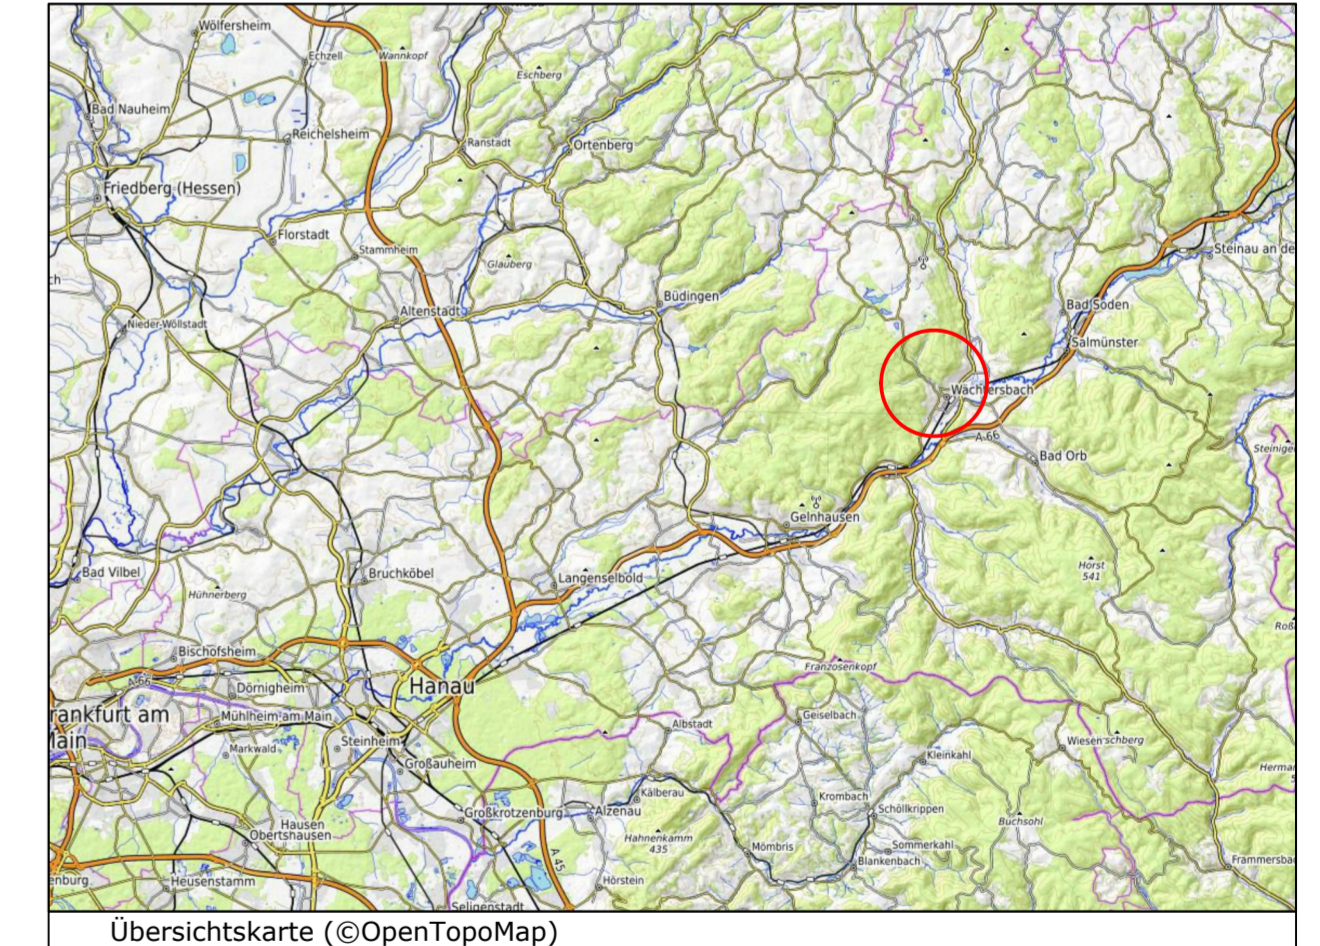 Wölfersheim
Echzell
Wannkopf
Eschberg
Bad Nauheim
Reichelsheim
Ranstadt
Ortenberg
Friedberg (Hessen)
Florstadt
Stammheim
Glauberg
Steinau an de
ch
Büdingen
Bad Soden
Altenstadt
Nieder-Wöllstadt
Salmünster
Wächtersbach
A 66
Bad Orb
Steinige
Gelnhausen
Bad Vilbel
Bruchköbel
Langenselbold
Horst
541
Hühnerberg
Roß
Bischofsheim
Franzosenkopf
A 66
Dörnigheim
Hanau
rankfurt am
Main
Mühlheim am Main
Albstadt
Geiselbach
Markwald
Steinheim
Wiesen
schberg
Großauheim
Kleinkahl
Herma
Kälberau
Krombach
Großkrotzenburg
Alzenau
Schöllkrippen
Hausen
Obertshausen
Buchsohl
Hahnenkamm
435
Mömbris
Sommerkahl
Blankenbach
A 45
Frammersba
enburg
Heusenstamm
Hörstein
Seligenstadt
Übersichtskarte (©OpenTopoMap)